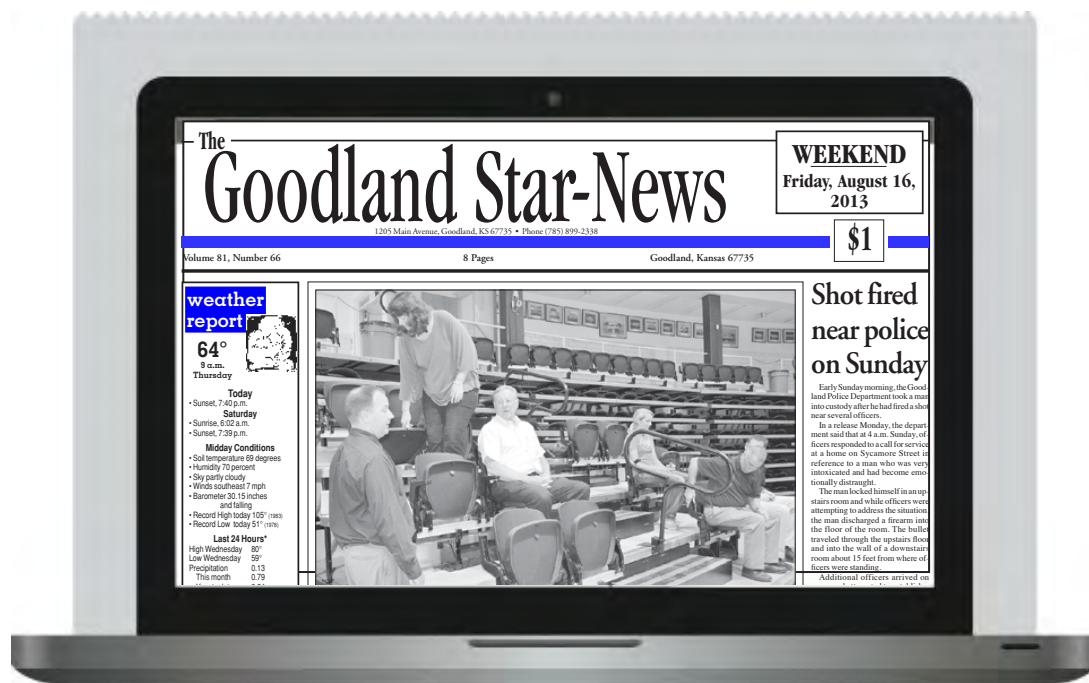 The
Goodland Star-News
WEEKEND
Friday, August 16,
2013
1205 Main Avenue, Goodland, KS 67735 • Phone (785) 899-2338
$1
Volume 81, Number 66
8 Pages
Goodland, Kansas 67735
weather
report
64°
9 a.m.
Thursday
Today
• Sunset, 7:40 p.m.
Saturday
• Sunrise, 6:02 a.m.
• Sunset, 7:39 p.m.
Midday Conditions
• Soil temperature 69 degrees
• Humidity 70 percent
• Sky partly cloudy
• Winds southeast 7 mph
• Barometer 30.15 inches
and falling
• Record High today 105° (1983)
• Record Low today 51° (1976)
Last 24 Hours*
High Wednesday 80°
Low Wednesday 59°
Precipitation 0.13
This month 0.79
Shot fired
near police
on Sunday
Early Sunday morning, the Good-
land Police Department took a man
into custody after he had fired a shot
near several officers.
In a release Monday, the depart-
ment said that at 4 a.m. Sunday, of-
ficers responded to a call for service
at a home on Sycamore Street in
reference to a man who was very
intoxicated and had become emo-
tionally distraught.
The man locked himself in an up-
stairs room and while officers were
attempting to address the situation,
the man discharged a firearm into
the floor of the room. The bullet
traveled through the upstairs floor
and into the wall of a downstairs
room about 15 feet from where of-
ficers were standing.
Additional officers arrived on